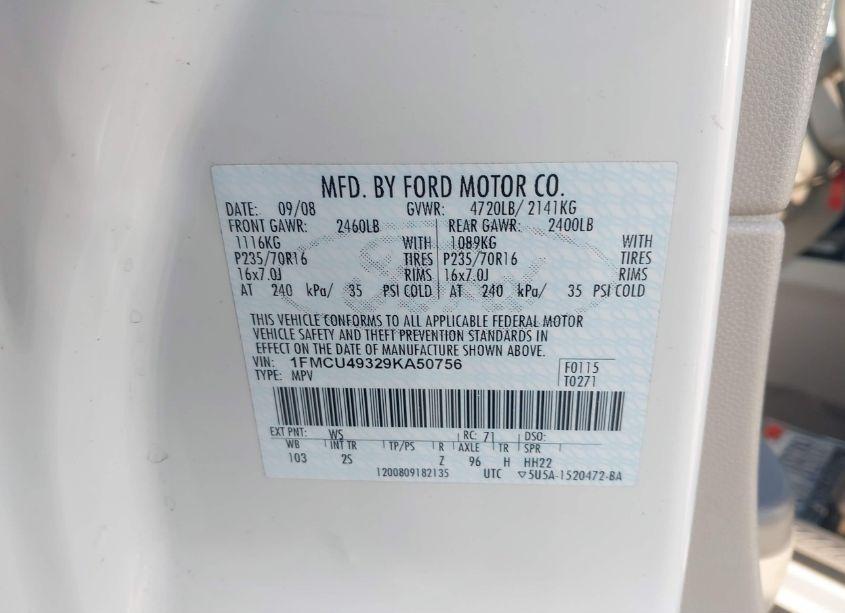 MFD. BY FORD MOTOR CO.
DATE: 09/08 GVWR: 4720LB/ 2141KG
FRONT GAWR: 2460LB REAR GAWR: 2400LB
1116KG WITH 1089KG WITH
P235/70R16 TIRES P235/70R16 TIRES
16x7.0J RIMS 16x7.0J RIMS
AT 240 kPa/ 35 PSI COLD AT 240 kPa/ 35 PSI COLD
THIS VEHICLE CONFORMS TO ALL APPLICABLE FEDERAL MOTOR
VEHICLE SAFETY AND THEFT PREVENTION STANDARDS IN
EFFECT ON THE DATE OF MANUFACTURE SHOWN ABOVE.
VIN: 1FMCU49329KA50756 F0115
TYPE: MPV T0271
EXT PNT: WS RC: 71 DSO:
WB INT TR TP/PS R AXLE TR SPR
103 2S Z 96 H HH22
1200809182135 UTC ▽5U5A-1520472-BA